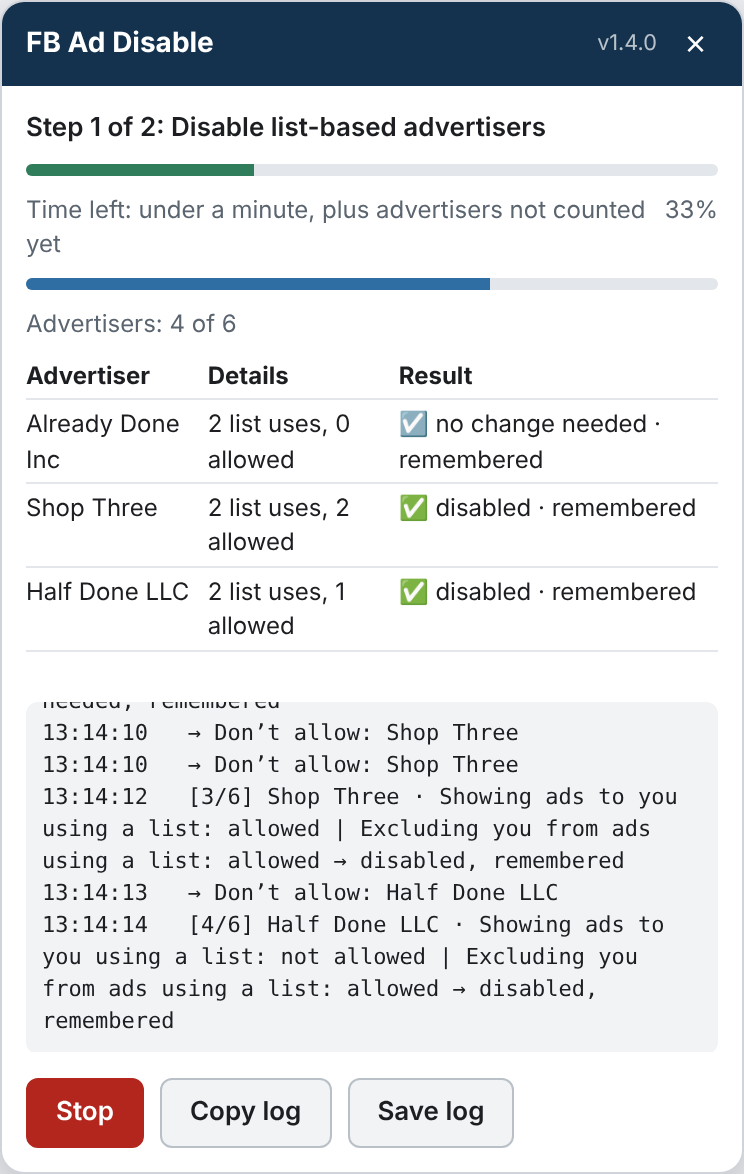 FB Ad Disable
v1.4.0 ✕
Step 1 of 2: Disable list-based advertisers
Time left: under a minute, plus advertisers not counted 33%
yet
Advertisers: 4 of 6
Advertiser Details Result
Already Done 2 list uses, 0 ☑️ no change needed ·
Inc allowed remembered
Shop Three 2 list uses, 2 ✅ disabled · remembered
allowed
Half Done LLC 2 list uses, 1 ✅ disabled · remembered
allowed
needed, remembered
13:14:10 → Don’t allow: Shop Three
13:14:10 → Don’t allow: Shop Three
13:14:12 [3/6] Shop Three · Showing ads to you
using a list: allowed | Excluding you from ads
using a list: allowed → disabled, remembered
13:14:13 → Don’t allow: Half Done LLC
13:14:14 [4/6] Half Done LLC · Showing ads to
you using a list: not allowed | Excluding you
from ads using a list: allowed → disabled,
remembered
Stop Copy log Save log